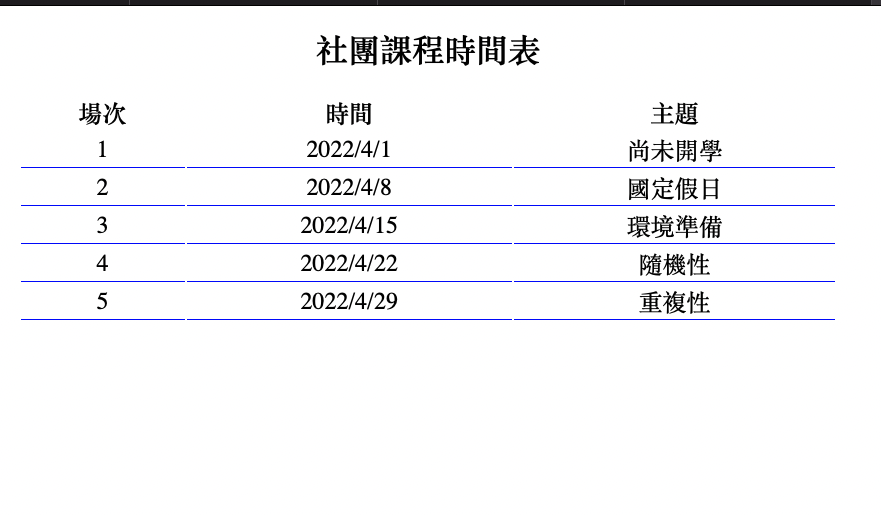 社團課程時間表
場次 時間 主題
1 2022/4/1 尚未開學
2 2022/4/8 國定假日
3 2022/4/15 環境準備
4 2022/4/22 隨機性
5 2022/4/29 重複性